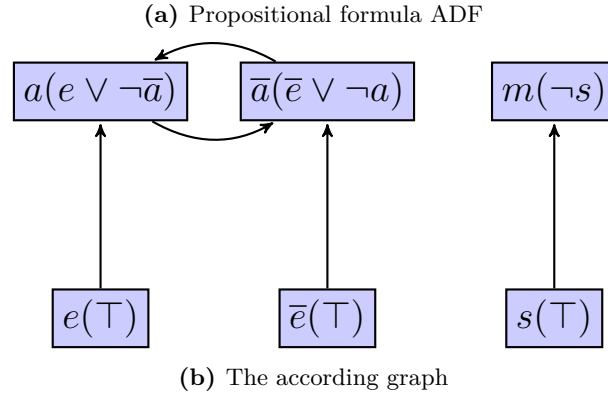 (a) Propositional formula ADF
a(e ∨ ¬a̅) a̅(e̅ ∨ ¬a) m(¬s)
e(⊤) e̅(⊤) s(⊤)
(b) The according graph